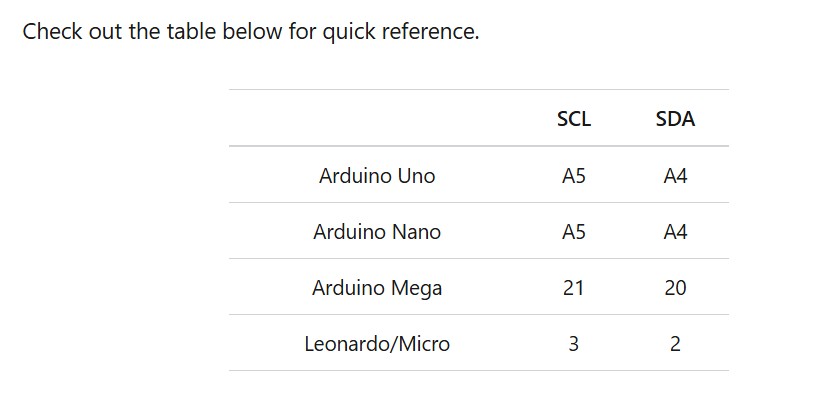 Check out the table below for quick reference.
SCL SDA
Arduino Uno A5 A4
Arduino Nano A5 A4
Arduino Mega 21 20
Leonardo/Micro 3 2